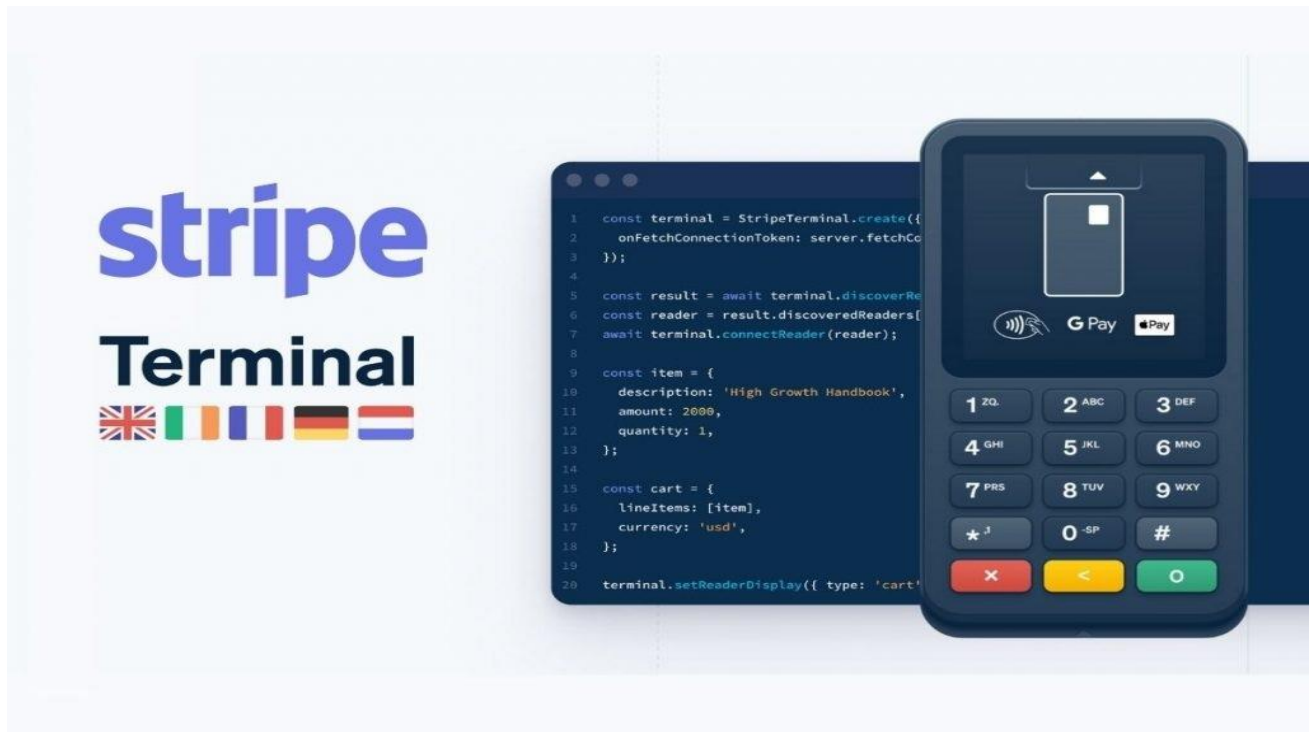 stripe
Terminal
1 const terminal = StripeTerminal.create({
2 onFetchConnectionToken: server.fetchCo
3 });
4
5 const result = await terminal.discoverRe
6 const reader = result.discoveredReaders[
7 await terminal.connectReader(reader);
8
9 const item = {
10 description: 'High Growth Handbook',
11 amount: 2000,
12 quantity: 1,
13 };
14
15 const cart = {
16 lineItems: [item],
17 currency: 'usd',
18 };
19
20 terminal.setReaderDisplay({ type: 'cart'
G Pay Pay
1 ZQ. 2 ABC 3 DEF
4 GHI 5 JKL 6 MNO
7 PRS 8 TUV 9 WXY
* ,1 0 -SP #
× < O